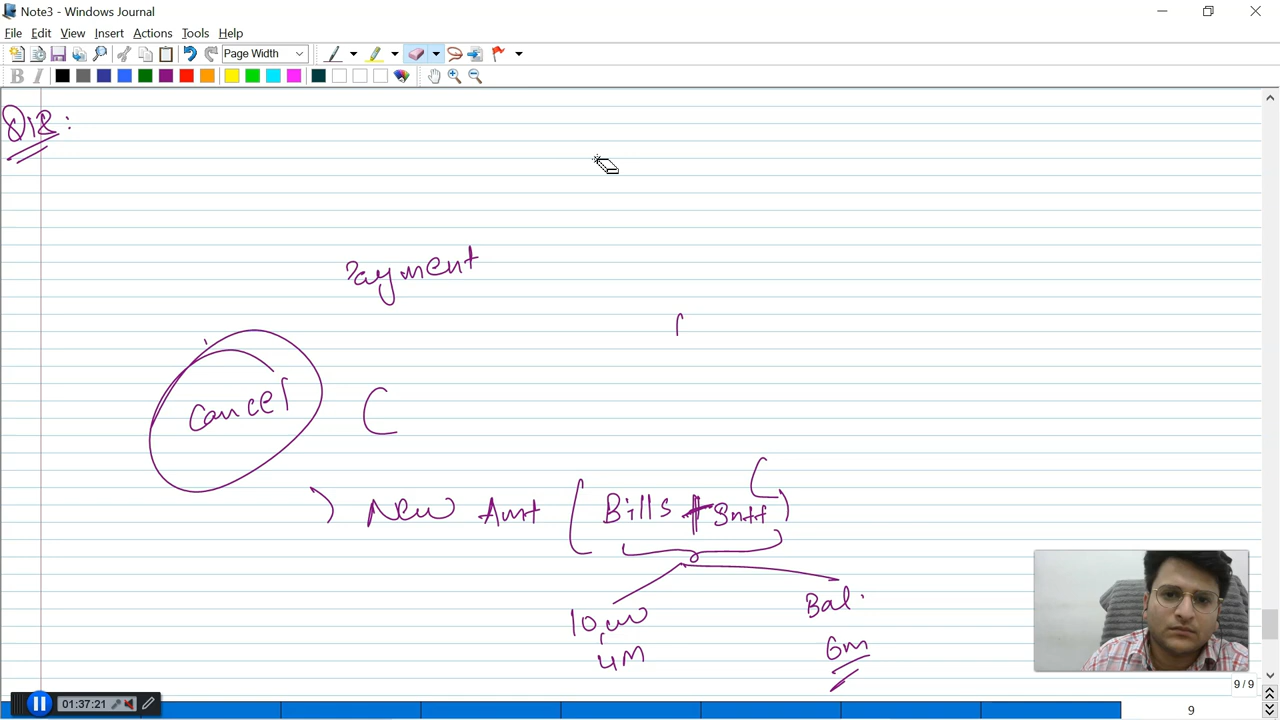 Note3 - Windows Journal
File Edit View Insert Actions Tools Help
Page Width
B I
Q18:
Payment
Cancel
New Amt (Bills + Intt)
10,000 Bal.
4M 6m
9 / 9
01:37:21
9